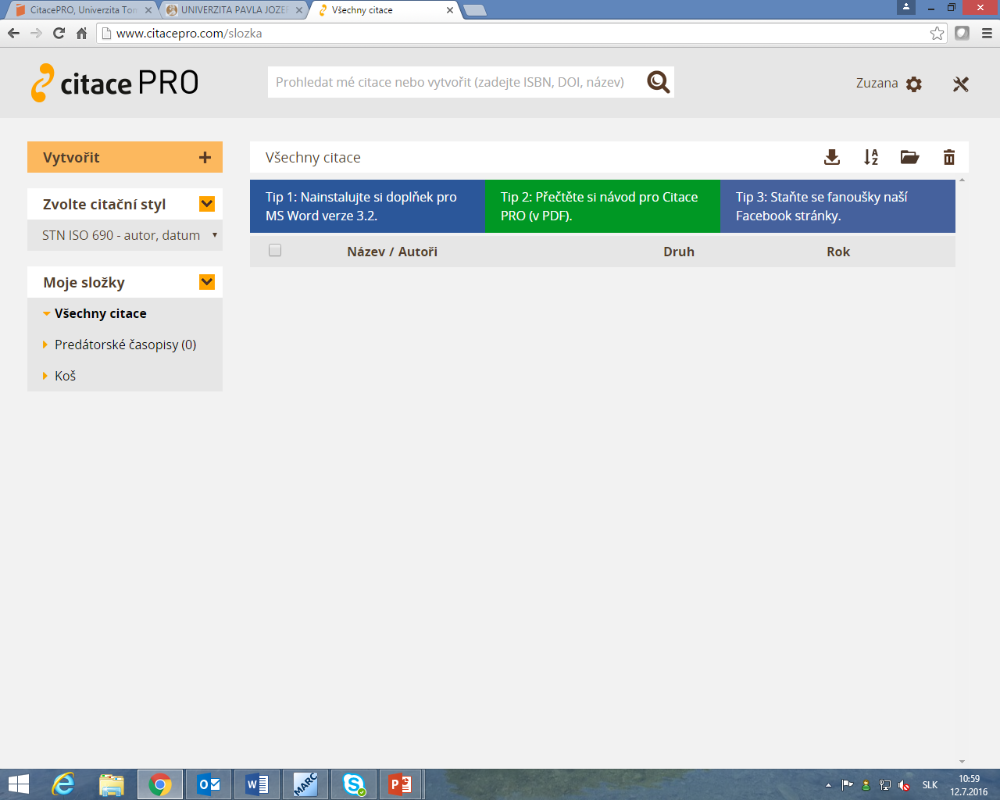 CitacePRO, Univerzita Tom
UNIVERZITA PAVLA JOZEF
Všechny citace
www.citacepro.com/slozka
citace PRO
Prohledat mé citace nebo vytvořit (zadejte ISBN, DOI, název)
Zuzana
Vytvořit
Všechny citace
Zvolte citační styl
STN ISO 690 - autor, datum
Tip 1: Nainstalujte si doplněk pro
MS Word verze 3.2.
Tip 2: Přečtěte si návod pro Citace
PRO (v PDF).
Tip 3: Staňte se fanoušky naší
Facebook stránky.
Název / Autoři
Druh
Rok
Moje složky
Všechny citace
Predátorské časopisy (0)
Koš
MARC
SLK
10:59
12.7.2016